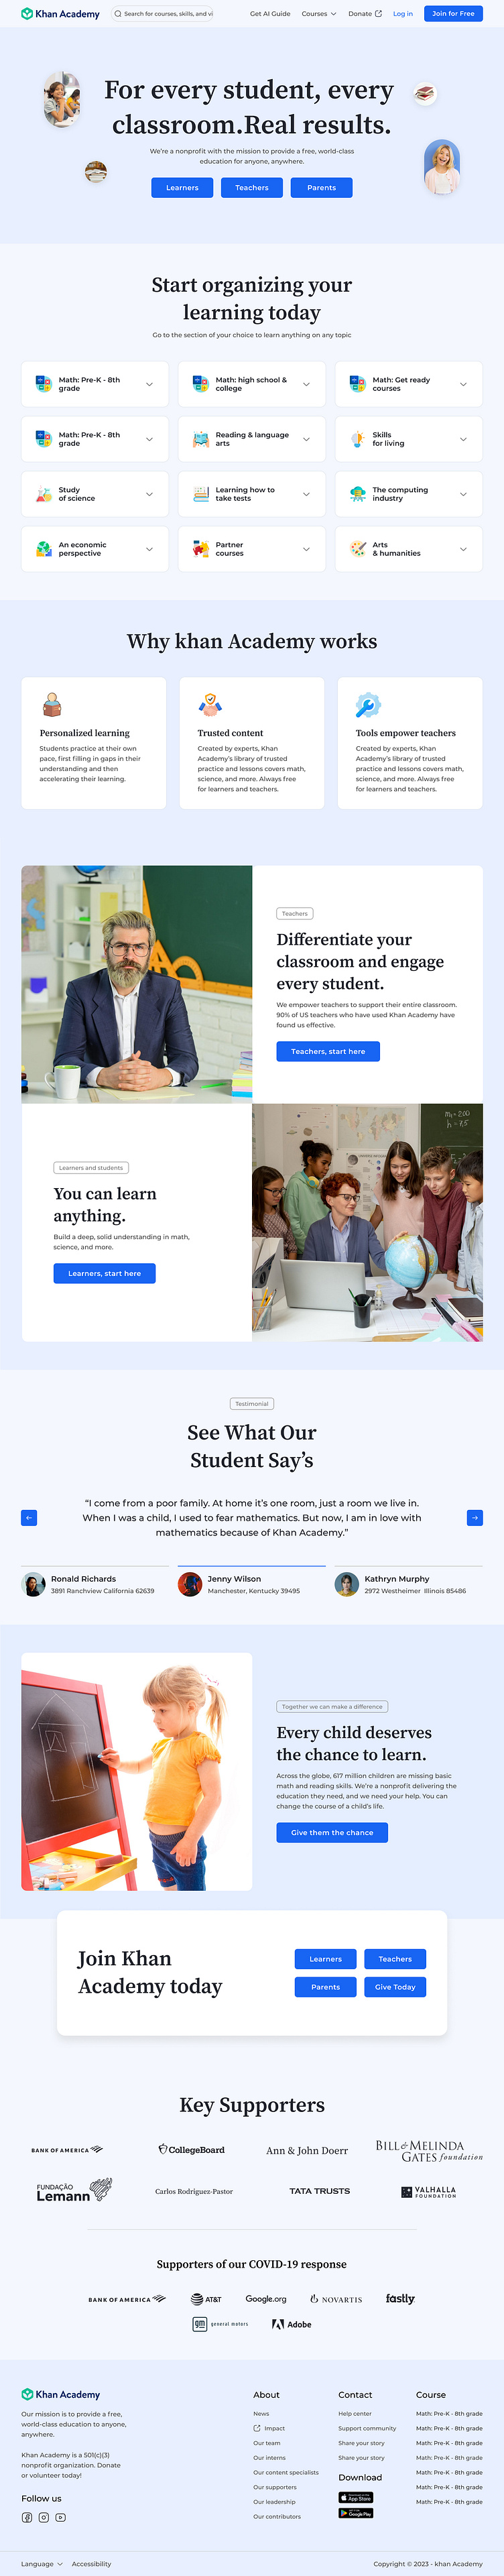 Khan Academy
Search for courses, skills, and vi
Get AI Guide
Courses
Donate
Log in
Join for Free
For every student, every
classroom.Real results.
We're a nonprofit with the mission to provide a free, world-class
education for anyone, anywhere.
Learners
Teachers
Parents
Start organizing your
learning today
Go to the section of your choice to learn anything on any topic
Math: Pre-K - 8th
grade
Math: high school &
college
Math: Get ready
courses
Math: Pre-K - 8th
grade
Reading & language
arts
Skills
for living
Study
of science
Learning how to
take tests
The computing
industry
An economic
perspective
Partner
courses
Arts
& humanities
Why khan Academy works
Personalized learning
Students practice at their own
pace, first filling in gaps in their
understanding and then
accelerating their learning.
Trusted content
Created by experts, Khan
Academy's library of trusted
practice and lessons covers math,
science, and more. Always free
for learners and teachers.
Tools empower teachers
Created by experts, Khan
Academy's library of trusted
practice and lessons covers math,
science, and more. Always free
for learners and teachers.
Teachers
Differentiate your
classroom and engage
every student.
We empower teachers to support their entire classroom.
90% of US teachers who have used Khan Academy have
found us effective.
Teachers, start here
Learners and students
You can learn
anything.
Build a deep, solid understanding in math,
science, and more.
Learners, start here
Testimonial
See What Our
Student Say's
"I come from a poor family. At home it's one room, just a room we live in.
When I was a child, I used to fear mathematics. But now, I am in love with
mathematics because of Khan Academy."
Ronald Richards
3891 Ranchview California 62639
Jenny Wilson
Manchester, Kentucky 39495
Kathryn Murphy
2972 Westheimer Illinois 85486
Together we can make a difference
Every child deserves
the chance to learn.
Across the globe, 617 million children are missing basic
math and reading skills. We're a nonprofit delivering the
education they need, and we need your help. You can
change the course of a child's life.
Give them the chance
Join Khan
Academy today
Learners
Teachers
Parents
Give Today
Key Supporters
BANK OF AMERICA
CollegeBoard
Ann & John Doerr
BILL & MELINDA
GATES foundation
FUNDAÇÃO
Lemann
Carlos Rodriguez-Pastor
TATA TRUSTS
VALHALLA
FOUNDATION
Supporters of our COVID-19 response
BANK OF AMERICA
AT&T
Google.org
NOVARTIS
fastly
gm
general motors
Adobe
Khan Academy
Our mission is to provide a free,
world-class education to anyone,
anywhere.
Khan Academy is a 501(c)(3)
nonprofit organization. Donate
or volunteer today!
Follow us
About
News
Impact
Our team
Our interns
Our content specialists
Our supporters
Our leadership
Our contributors
Contact
Help center
Support community
Share your story
Share your story
Download
App Store
Google Play
Course
Math: Pre-K - 8th grade
Math: Pre-K - 8th grade
Math: Pre-K - 8th grade
Math: Pre-K - 8th grade
Math: Pre-K - 8th grade
Math: Pre-K - 8th grade
Math: Pre-K - 8th grade
Language
Accessibility
Copyright © 2023 - khan Academy